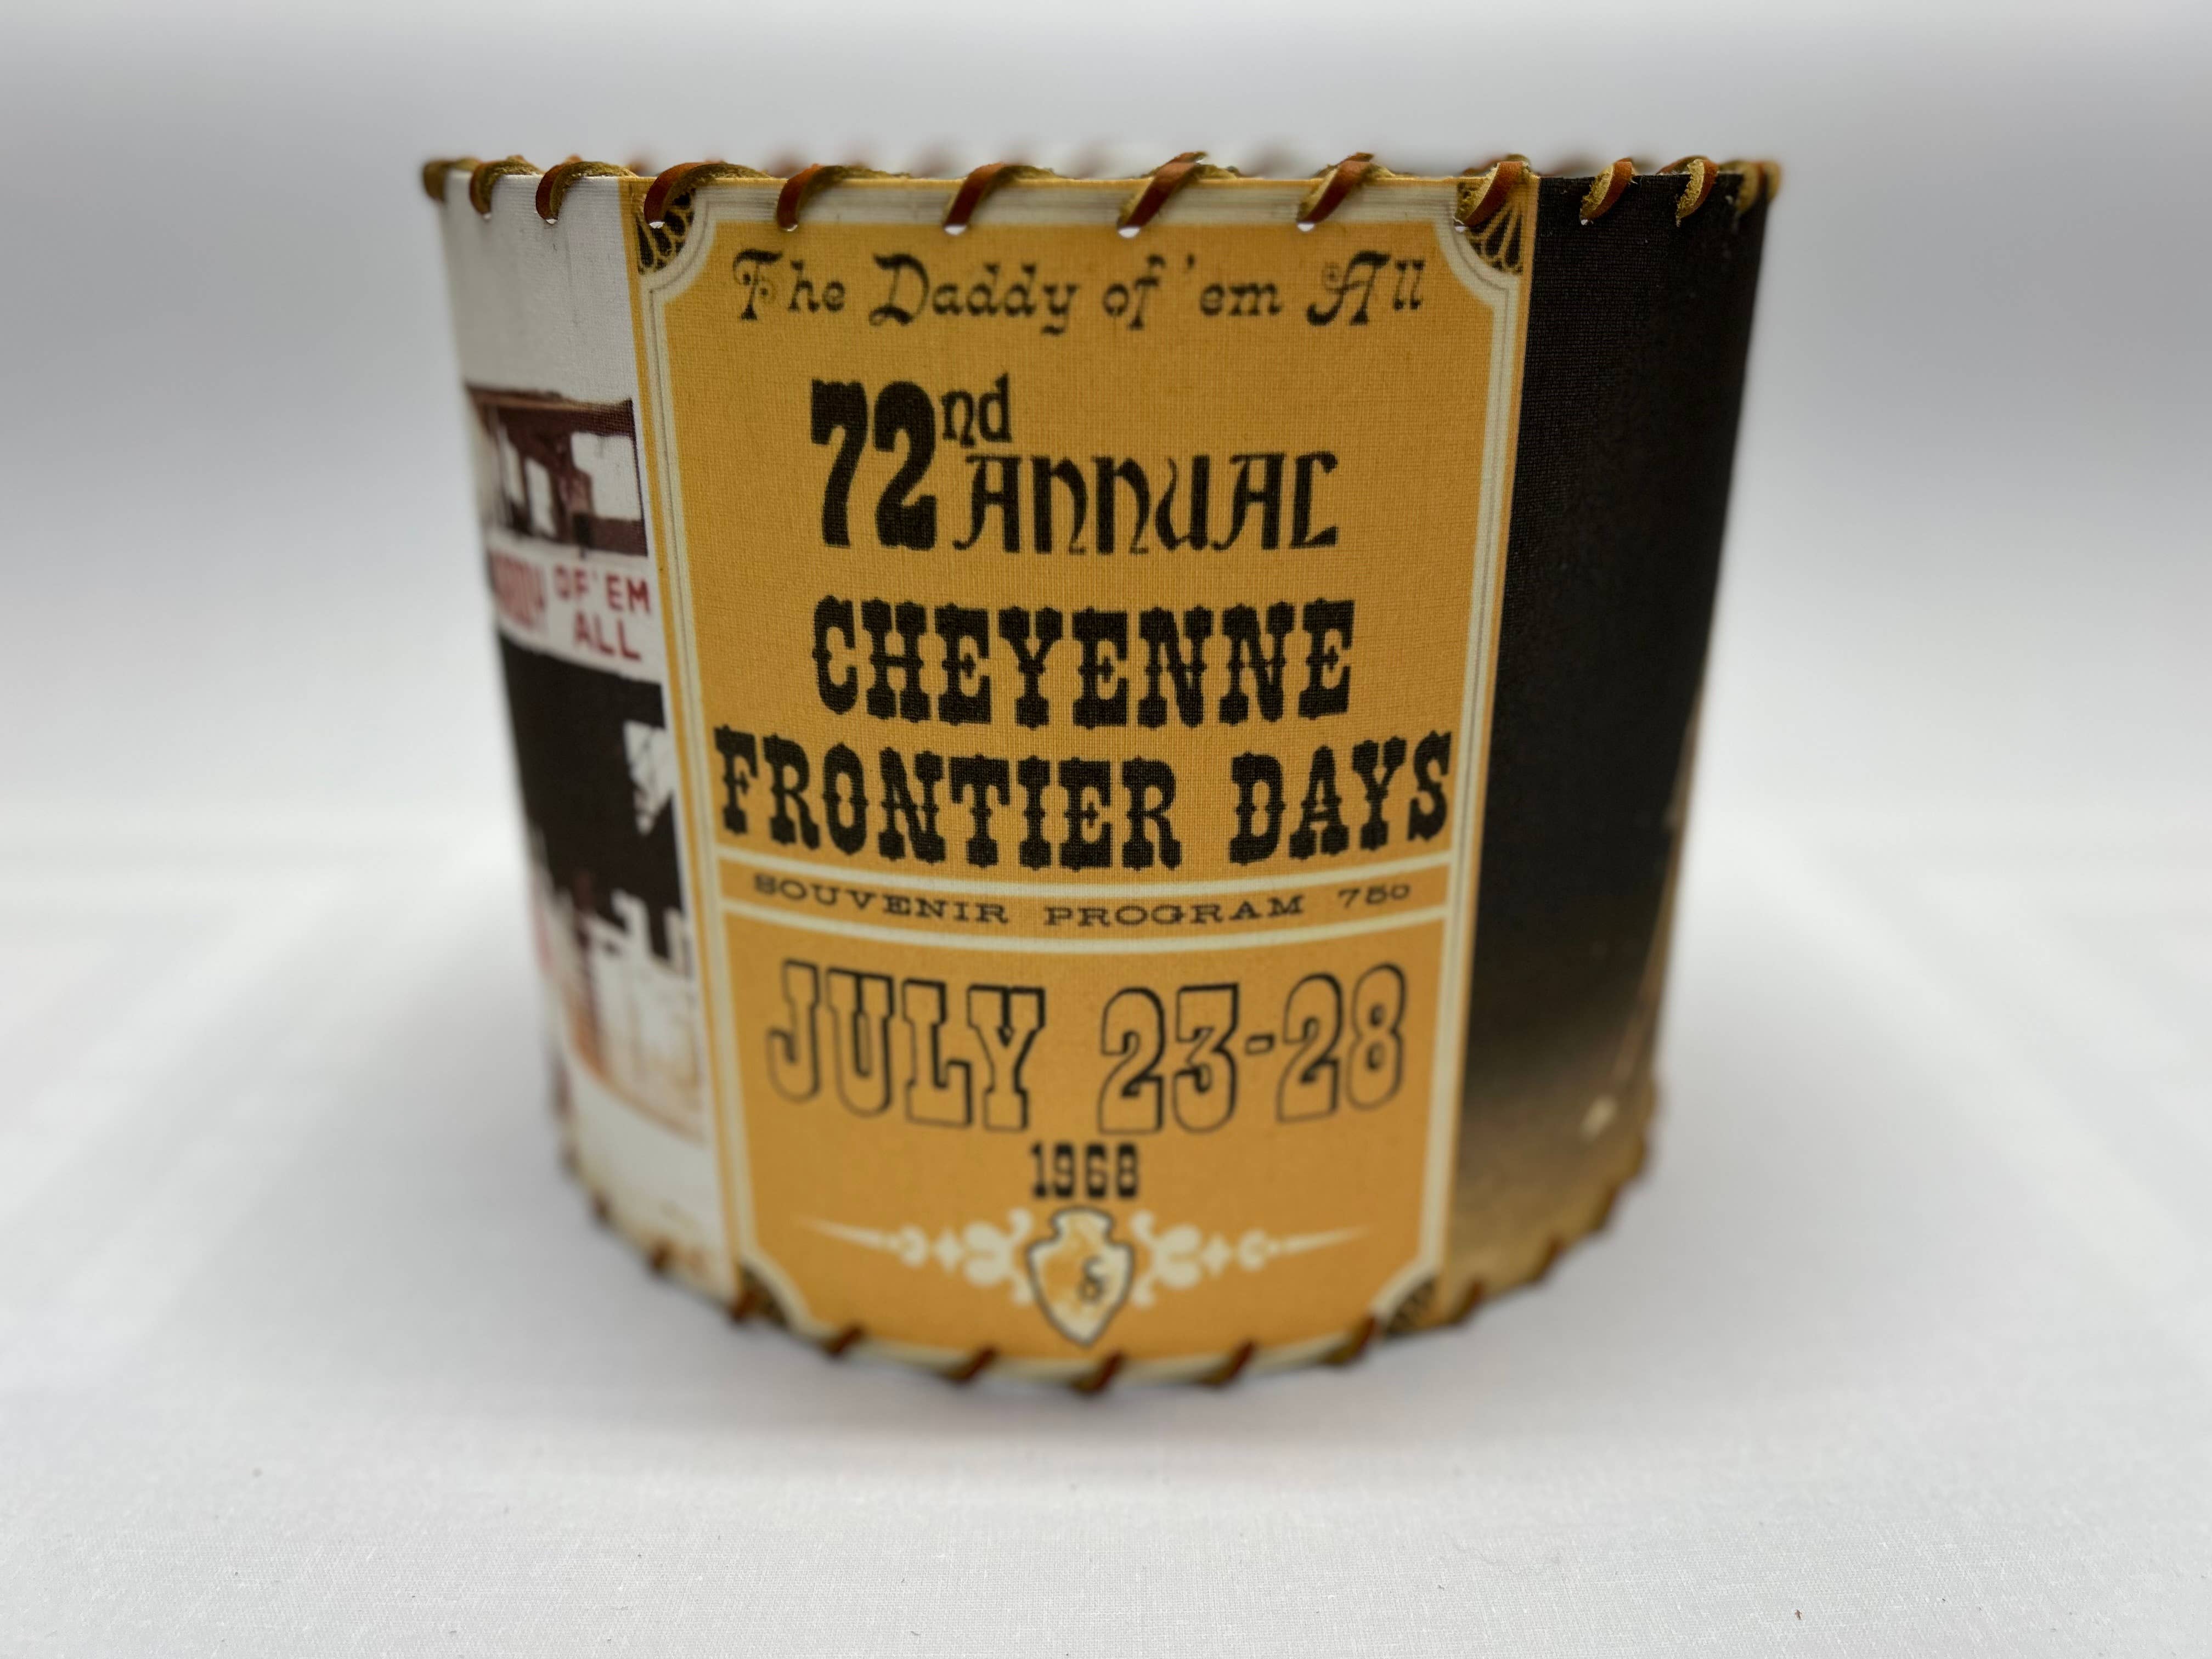 The Daddy of 'em All
72nd ANNUAL
CHEYENNE
FRONTIER DAYS
SOUVENIR PROGRAM 75¢
JULY 23-28
1968
OF 'EM
ALL